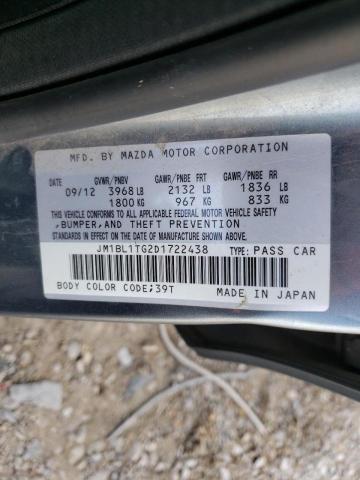 MFD. BY MAZDA MOTOR CORPORATION
DATE GVWR/PNBV GAWR/PNBE FRT GAWR/PNBE RR
09/12 3968 LB 2132 LB 1836 LB
1800 KG 967 KG 833 KG
THIS VEHICLE CONFORMS TO ALL APPLICABLE FEDERAL MOTOR VEHICLE SAFETY,
BUMPER, AND THEFT PREVENTION
STANDARDS IN EFFECT ON THE DATE OF MANUFACTURE SHOWN ABOVE.
JM1BL1TG2D1722438 TYPE: PASS CAR
BODY COLOR CODE;39T MADE IN JAPAN